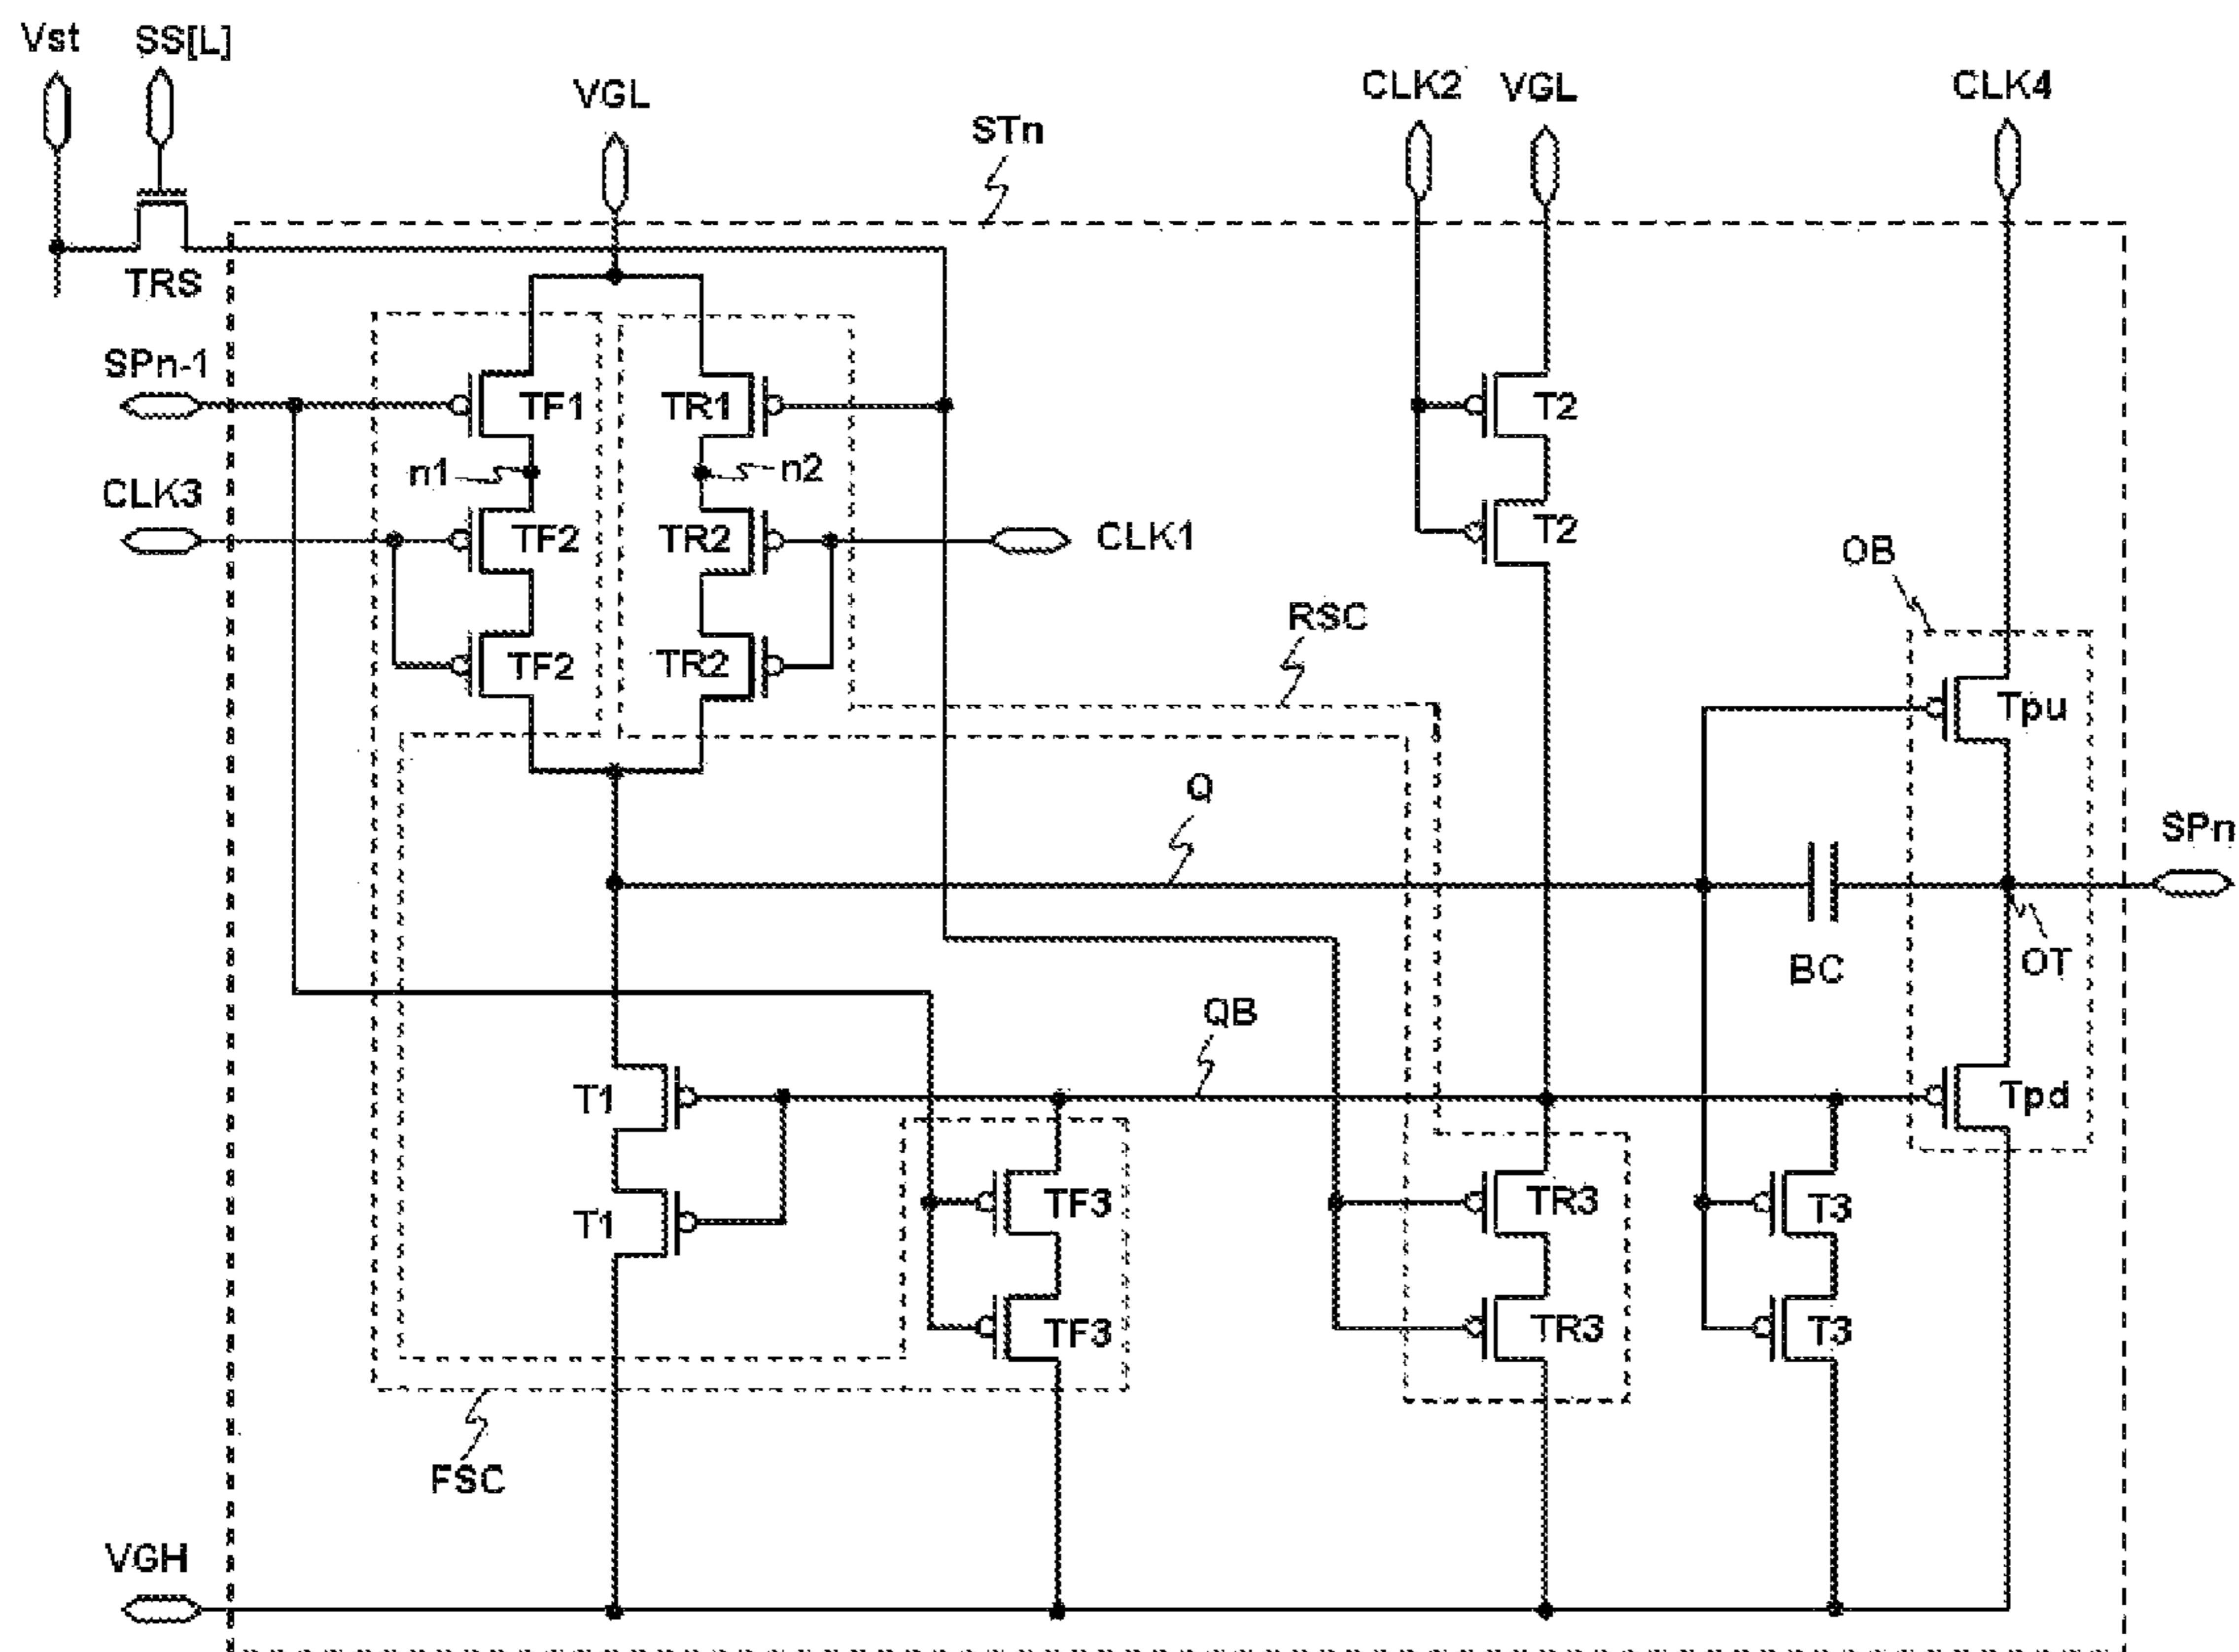 Vst
SS[L]
VGL
STn
CLK2
VGL
CLK4
TRS
SPn-1
TF1
TR1
T2
n1
n2
CLK3
TF2
TR2
CLK1
T2
OB
RSC
TF2
TR2
Tpu
Q
SPn
BC
OT
QB
T1
Tpd
TF3
TR3
T3
T1
TF3
TR3
T3
FSC
VGH